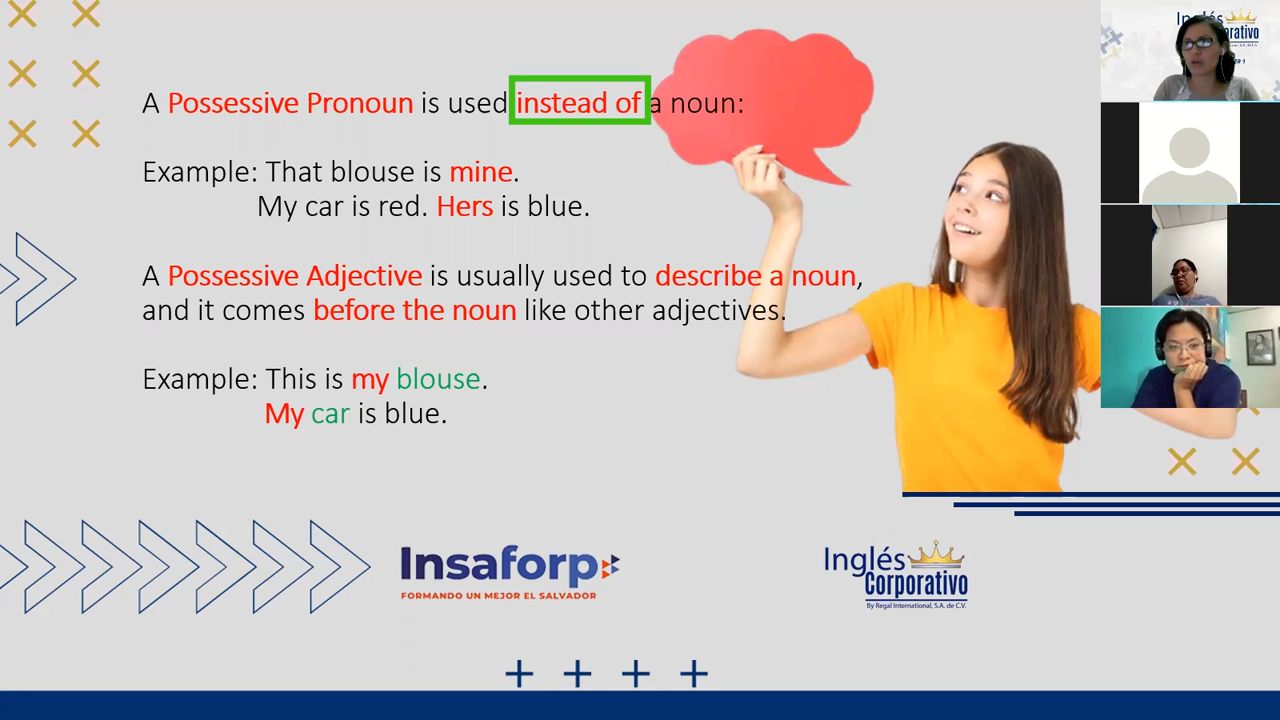 A Possessive Pronoun is used instead of a noun:
Example: That blouse is mine.
My car is red. Hers is blue.
A Possessive Adjective is usually used to describe a noun,
and it comes before the noun like other adjectives.
Example: This is my blouse.
My car is blue.
Insaforp
FORMANDO UN MEJOR EL SALVADOR
Inglés
Corporativo
By Regal International, S.A. de C.V.